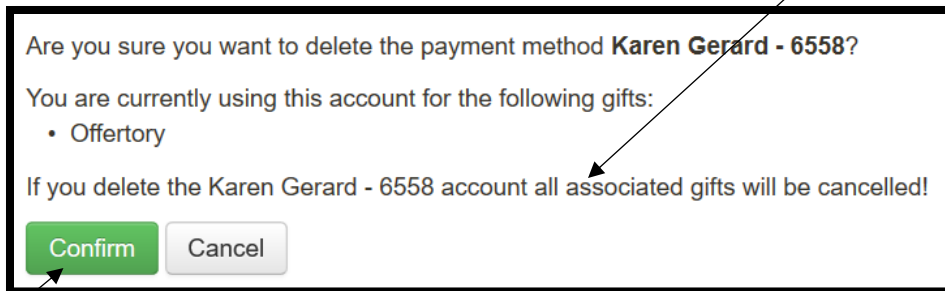 Are you sure you want to delete the payment method Karen Gerard - 6558?
You are currently using this account for the following gifts:
• Offertory
If you delete the Karen Gerard - 6558 account all associated gifts will be cancelled!
Confirm Cancel